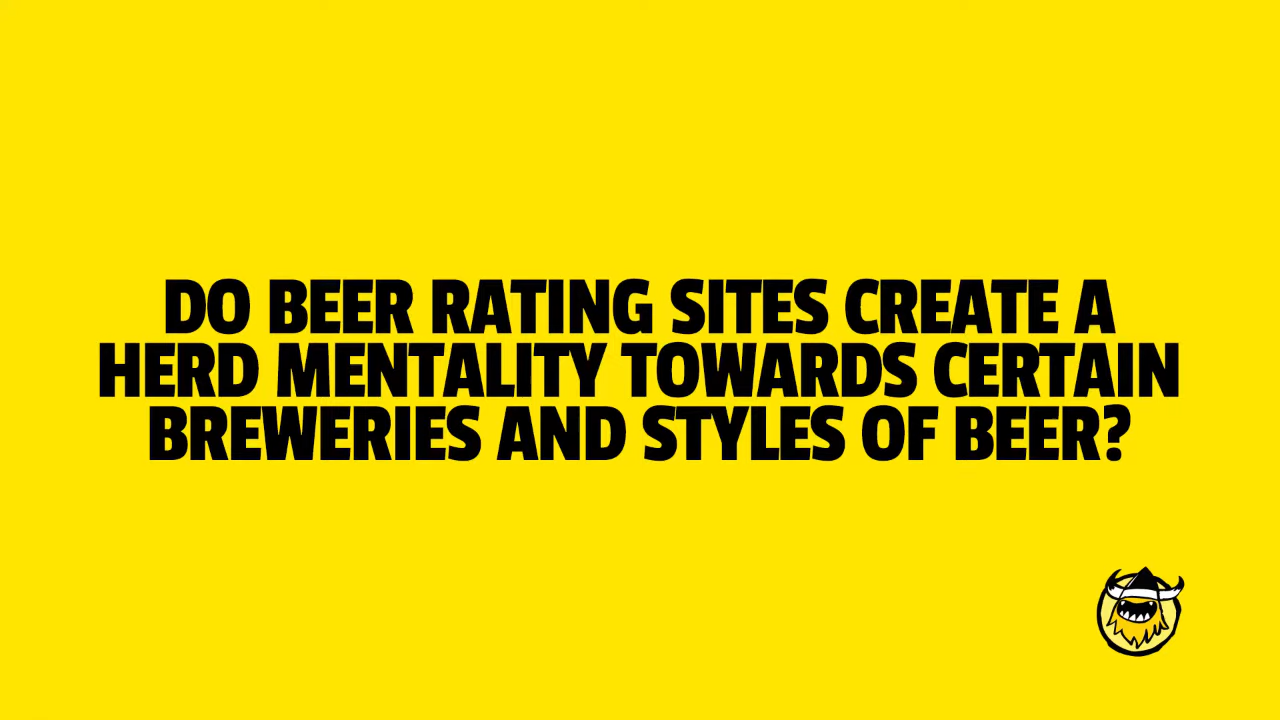 DO BEER RATING SITES CREATE A
HERD MENTALITY TOWARDS CERTAIN
BREWERIES AND STYLES OF BEER?